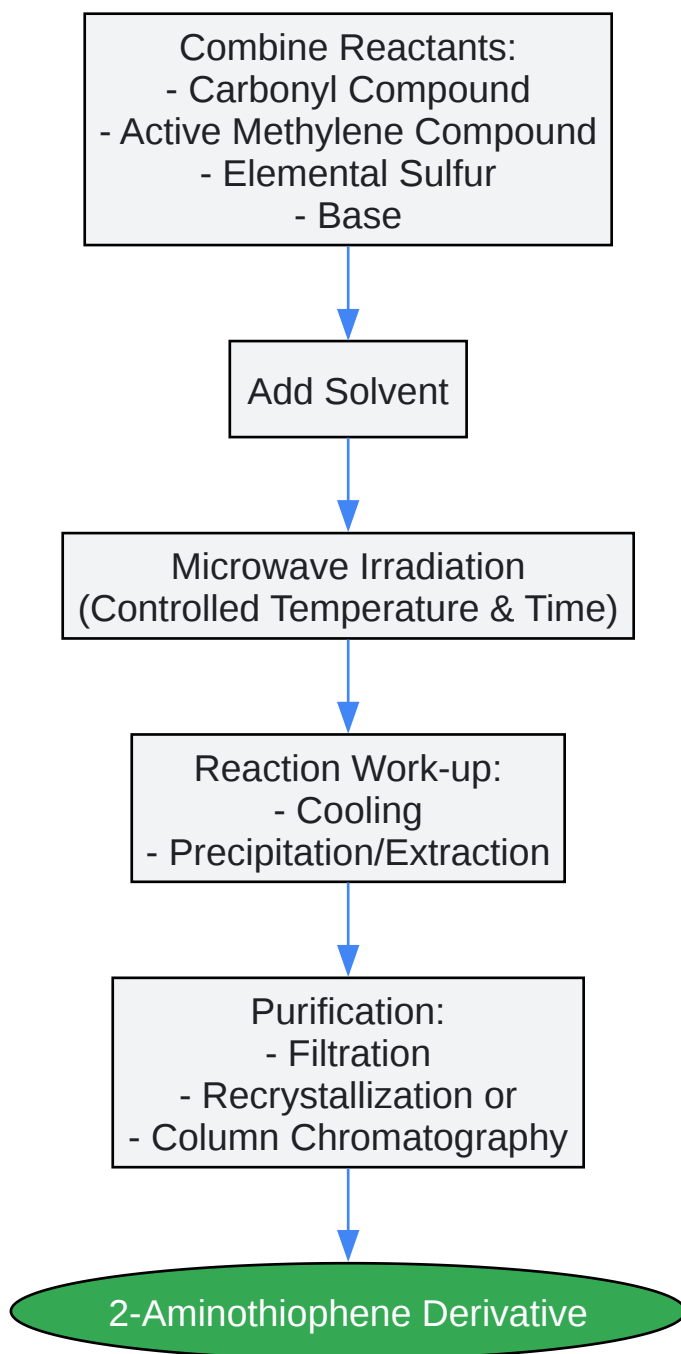 Combine Reactants:
- Carbonyl Compound
- Active Methylene Compound
- Elemental Sulfur
- Base
Add Solvent
Microwave Irradiation
(Controlled Temperature & Time)
Reaction Work-up:
- Cooling
- Precipitation/Extraction
Purification:
- Filtration
- Recrystallization or
- Column Chromatography
2-Aminothiophene Derivative